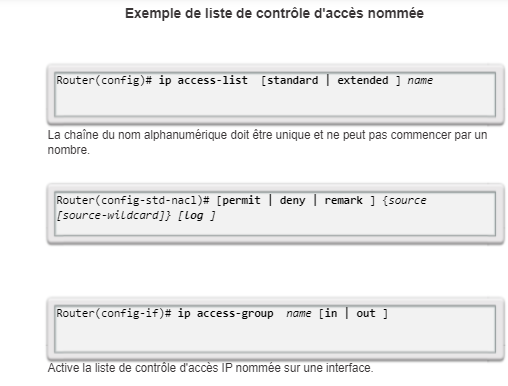 Exemple de liste de contrôle d'accès nommée
Router(config)# ip access-list [standard | extended ] name
La chaîne du nom alphanumérique doit être unique et ne peut pas commencer par un
nombre.
Router(config-std-nacl)# [permit | deny | remark ] {source
[source-wildcard]} [log ]
Router(config-if)# ip access-group name [in | out ]
Active la liste de contrôle d'accès IP nommée sur une interface.